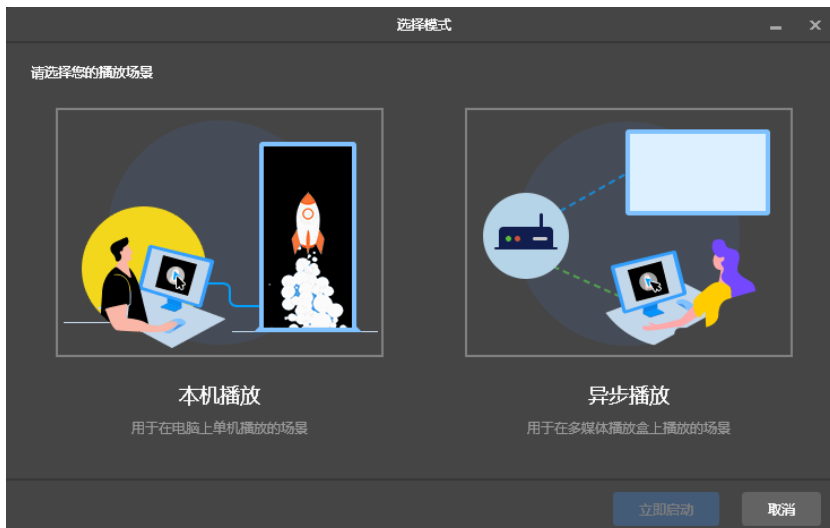 选择模式
请选择您的播放场景
本机播放
用于在电脑上单机播放的场景
异步播放
用于在多媒体播放盒上播放的场景
立即启动
取消